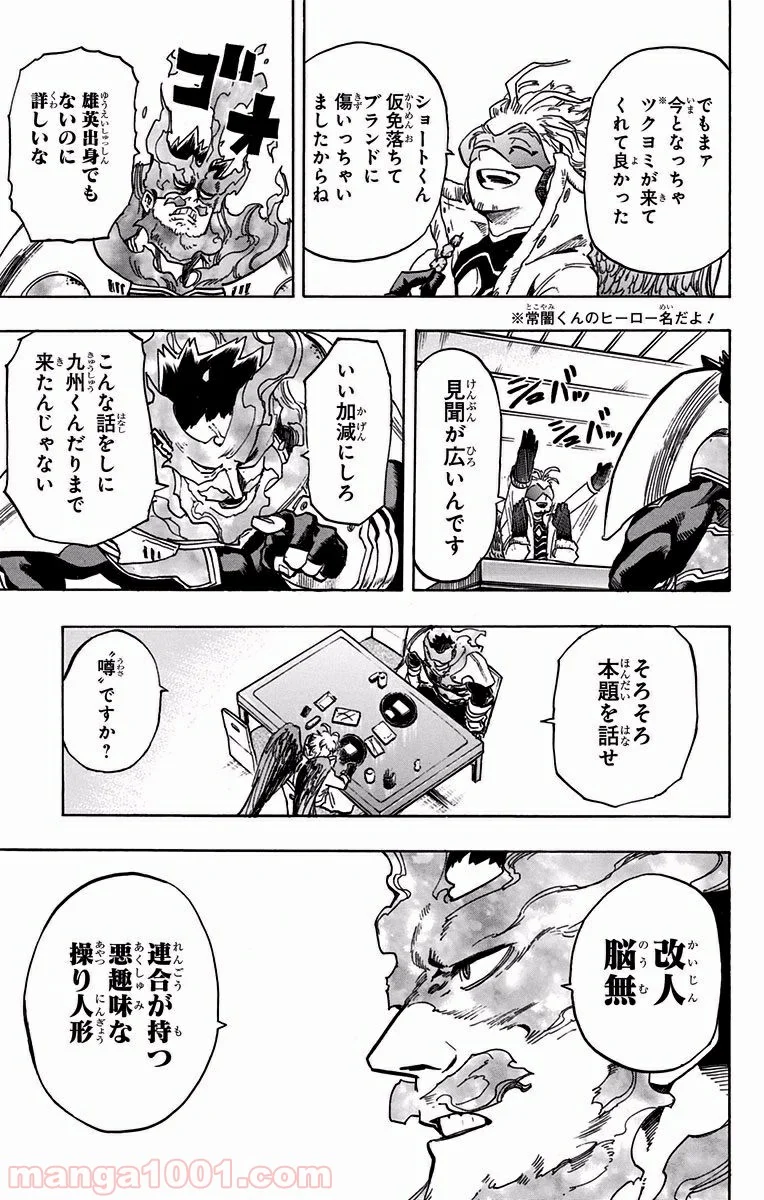 でもまァ
今となっちゃ
※ツクヨミが来て
くれて良かった
ショートくん
仮免落ちて
ブランドに
傷いっちゃい
ましたからね
※常闇くんのヒーロー名だよ！
ゴオ
雄英出身でも
ないのに
詳しいな
見聞が広いんです
バッ
バッ
いい加減にしろ
こんな話をしに
九州くんだりまで
来たんじゃない
そろそろ
本題を話せ
〝噂〟ですか？
改人
脳無
連合が持つ
悪趣味な
操り人形
manga1001.com